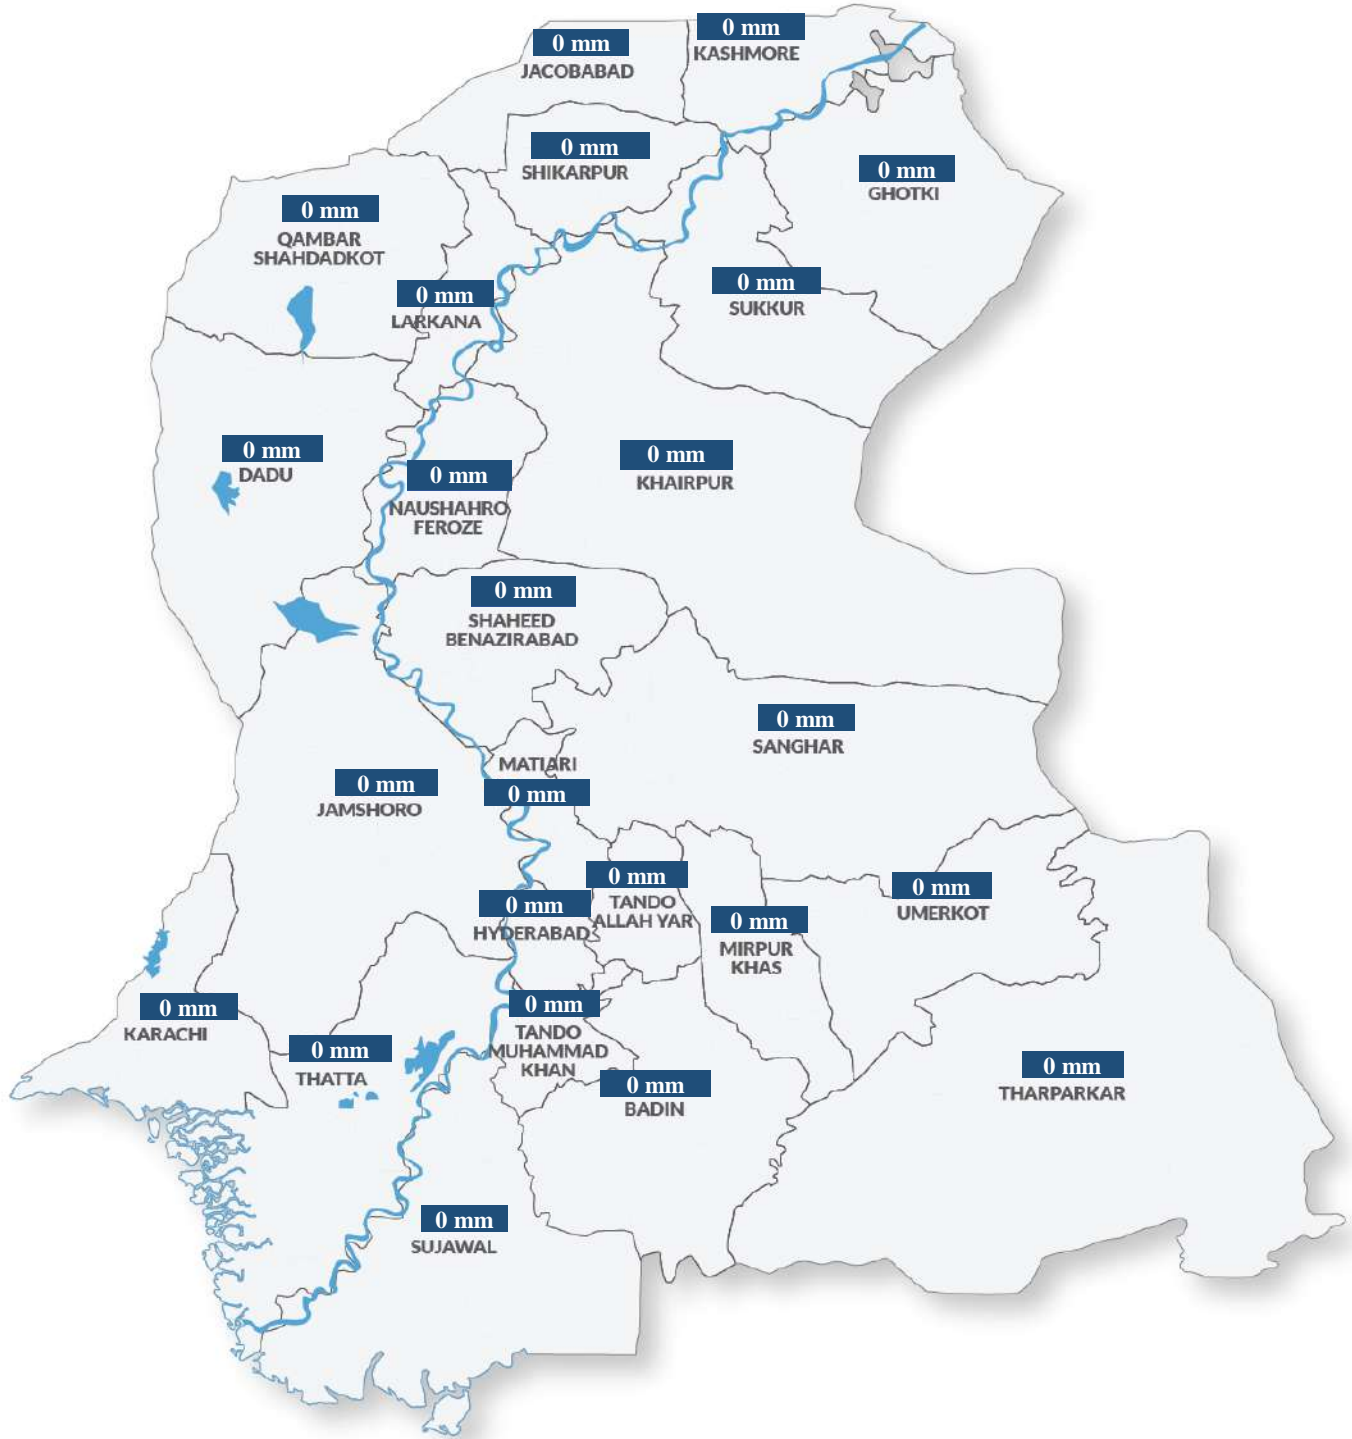 0 mm
KASHMORE
0 mm
JACOBABAD
0 mm
SHIKARPUR
0 mm
GHOTKI
0 mm
QAMBAR
SHAHDADKOT
0 mm
SUKKUR
0 mm
LARKANA
0 mm
DADU
0 mm
NAUSHAHRO
FEROZE
0 mm
KHAIRPUR
0 mm
SHAHEED
BENAZIRABAD
0 mm
SANGHAR
MATIARI
0 mm
0 mm
JAMSHORO
0 mm
TANDO
ALLAH YAR
0 mm
UMERKOT
0 mm
HYDERABAD
0 mm
MIRPUR
KHAS
0 mm
KARACHI
0 mm
TANDO
MUHAMMAD
KHAN
0 mm
THATTA
0 mm
BADIN
0 mm
THARPARKAR
0 mm
SUJAWAL